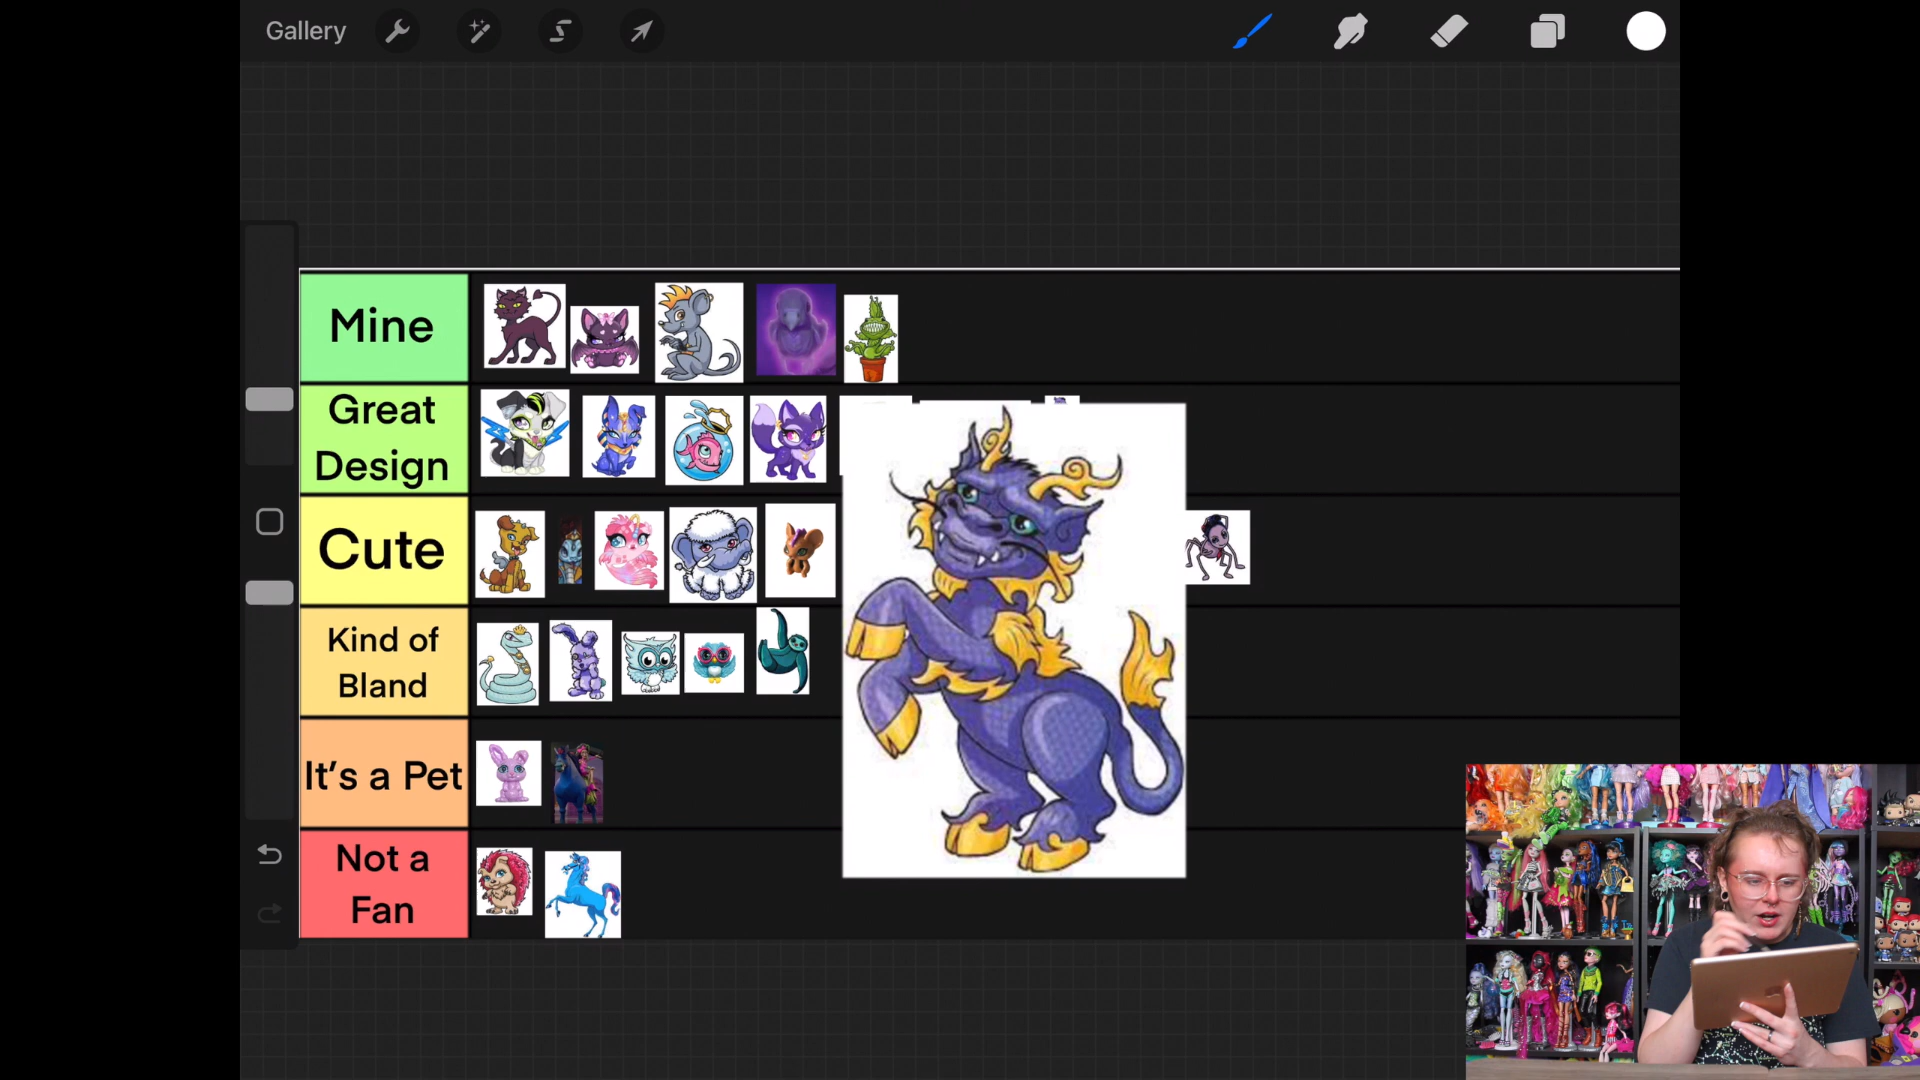 Gallery
Mine
Great
Design
Cute
Kind of
Bland
It's a Pet
Not a
Fan